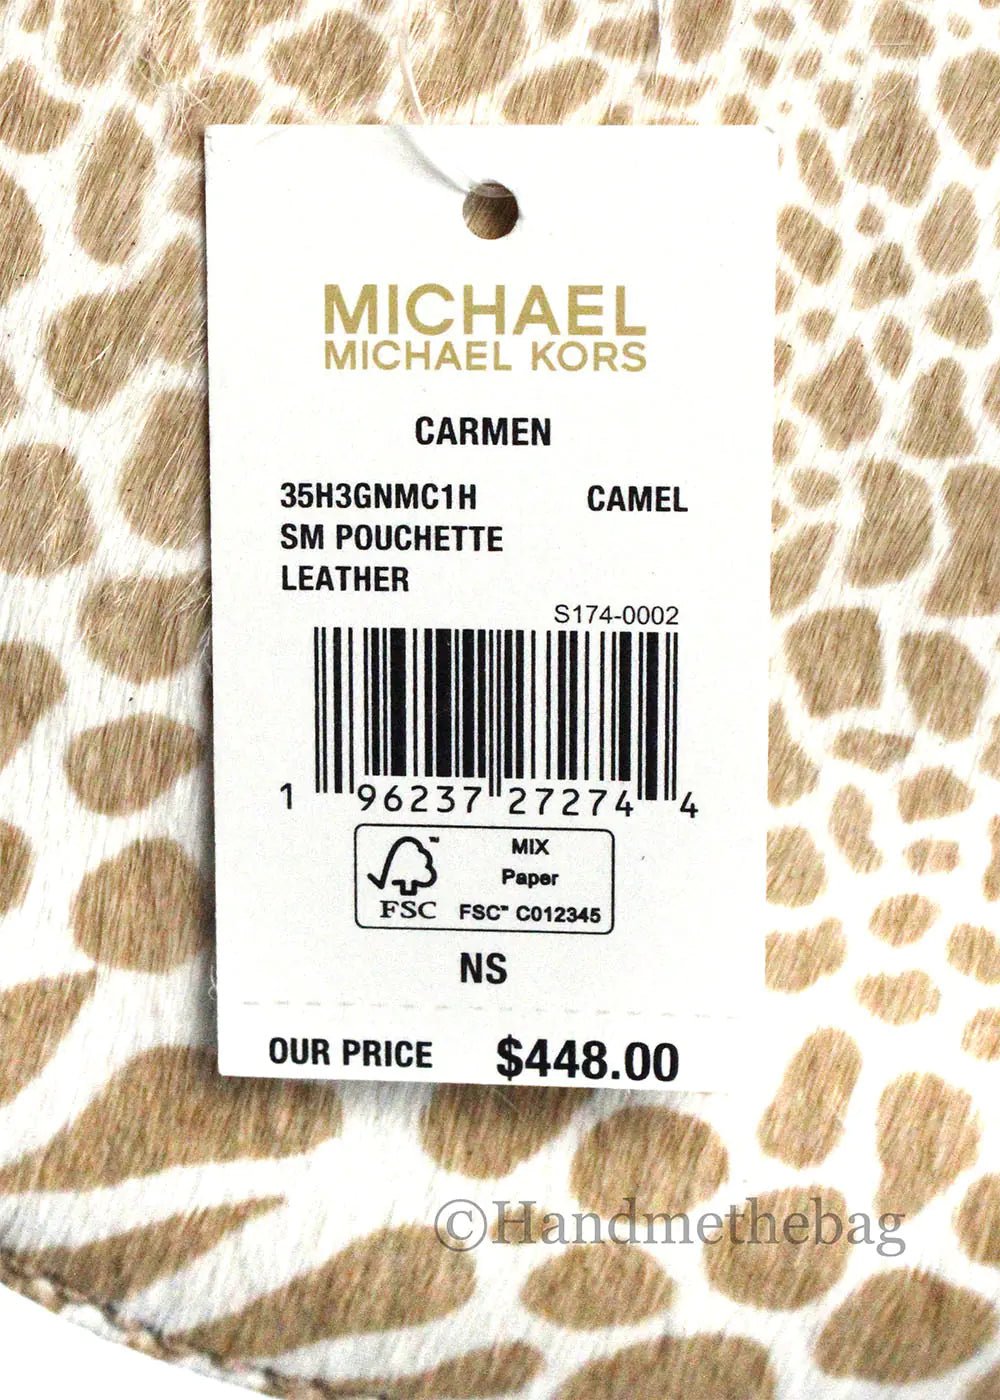 MICHAEL
MICHAEL KORS
CARMEN
35H3GNMC1H CAMEL
SM POUCHETTE
LEATHER
S174-0002
1 96237 27274 4
FSC™
MIX
Paper
FSC™ C012345
NS
OUR PRICE $448.00
©Handmethebag